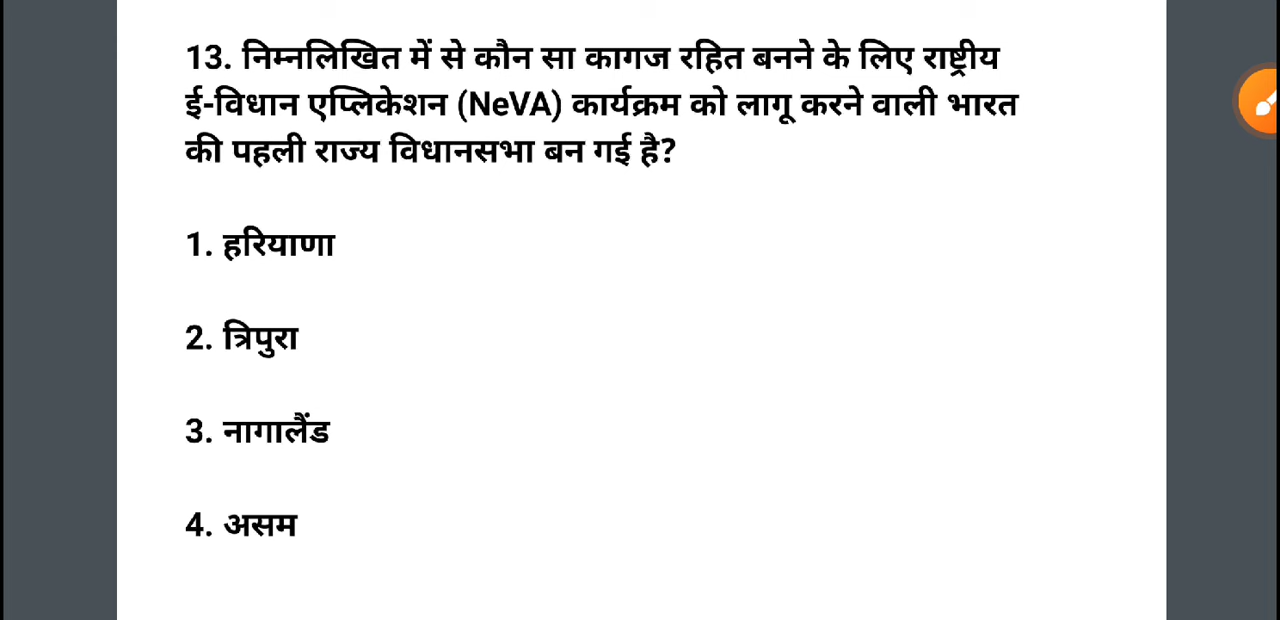 13. निम्नलिखित में से कौन सा कागज रहित बनने के लिए राष्ट्रीय
ई-विधान एप्लिकेशन (NeVA) कार्यक्रम को लागू करने वाली भारत
की पहली राज्य विधानसभा बन गई है?
1. हरियाणा
2. त्रिपुरा
3. नागालैंड
4. असम